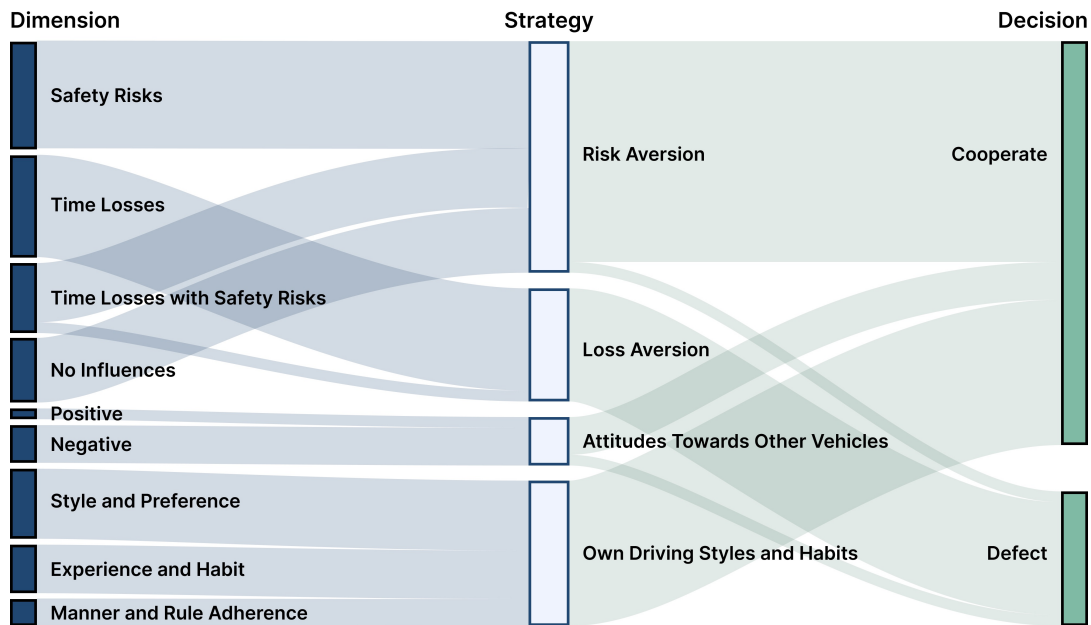 Dimension
Strategy
Decision
Safety Risks
Time Losses
Time Losses with Safety Risks
No Influences
Positive
Negative
Style and Preference
Experience and Habit
Manner and Rule Adherence
Risk Aversion
Loss Aversion
Attitudes Towards Other Vehicles
Own Driving Styles and Habits
Cooperate
Defect